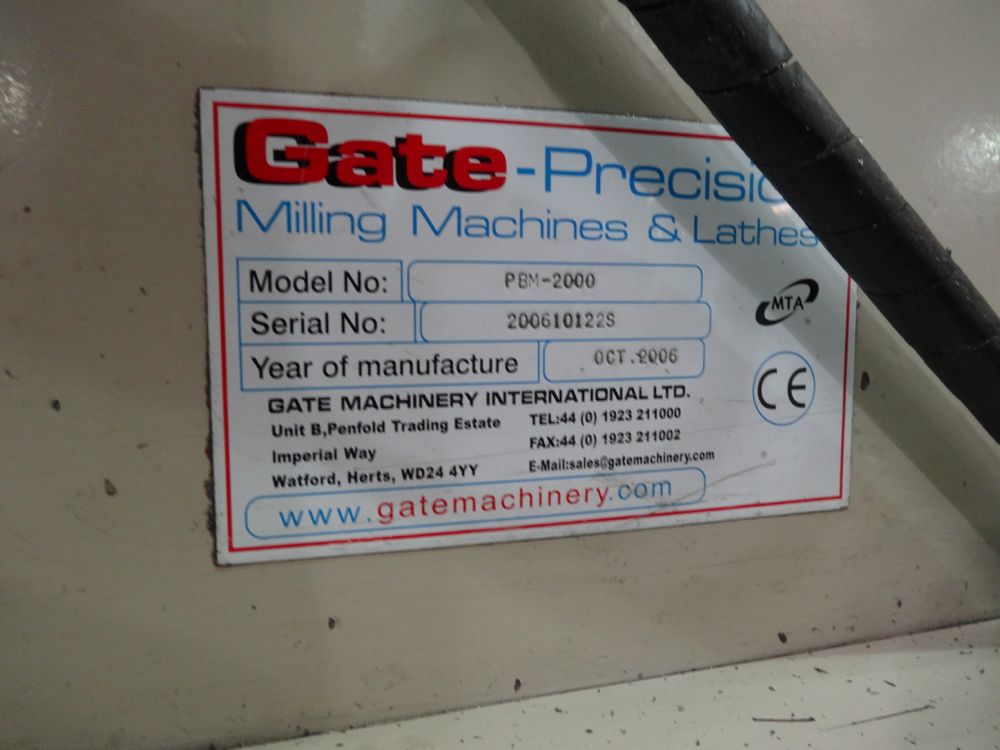 Gate-Precisi
Milling Machines & Lathes
Model No: PBM-2000
Serial No: 200610122S
Year of manufacture OCT.2006
MTA
CE
GATE MACHINERY INTERNATIONAL LTD.
Unit B,Penfold Trading Estate TEL:44 (0) 1923 211000
Imperial Way FAX:44 (0) 1923 211002
Watford, Herts, WD24 4YY E-Mail:sales@gatemachinery.com
www.gatemachinery.com